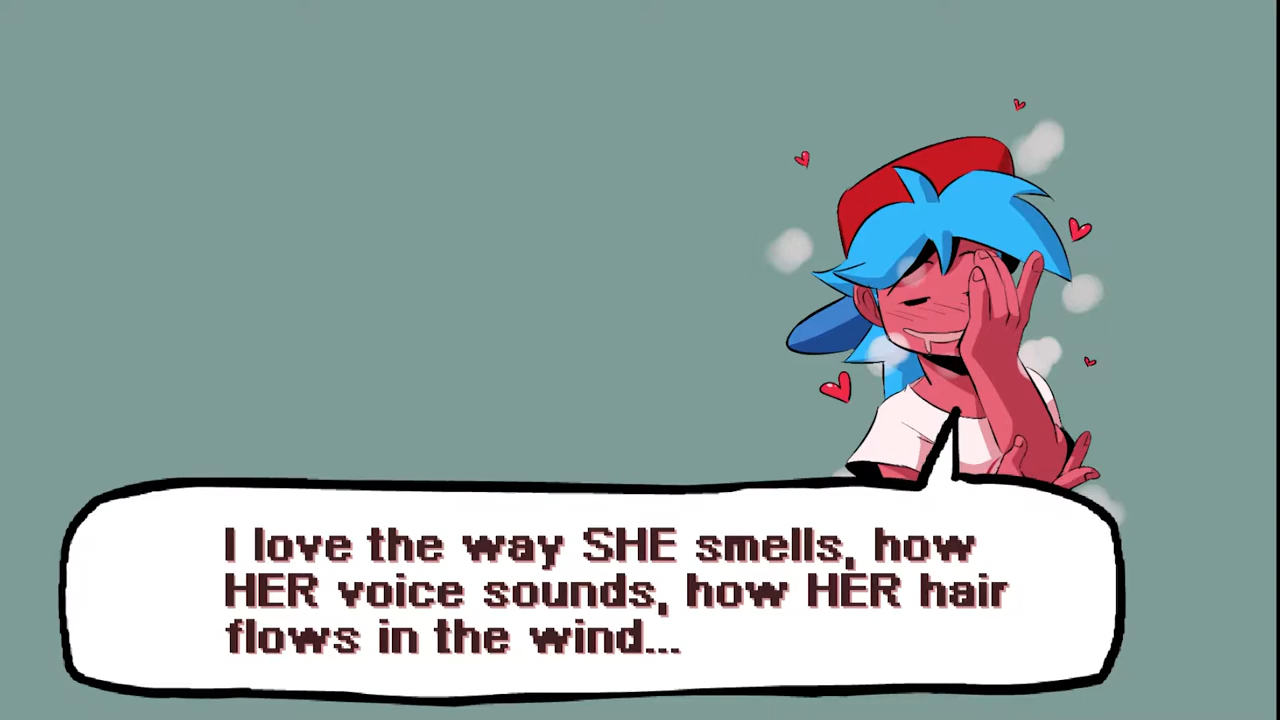 I love the way SHE smells, how
HER voice sounds, how HER hair
flows in the wind...